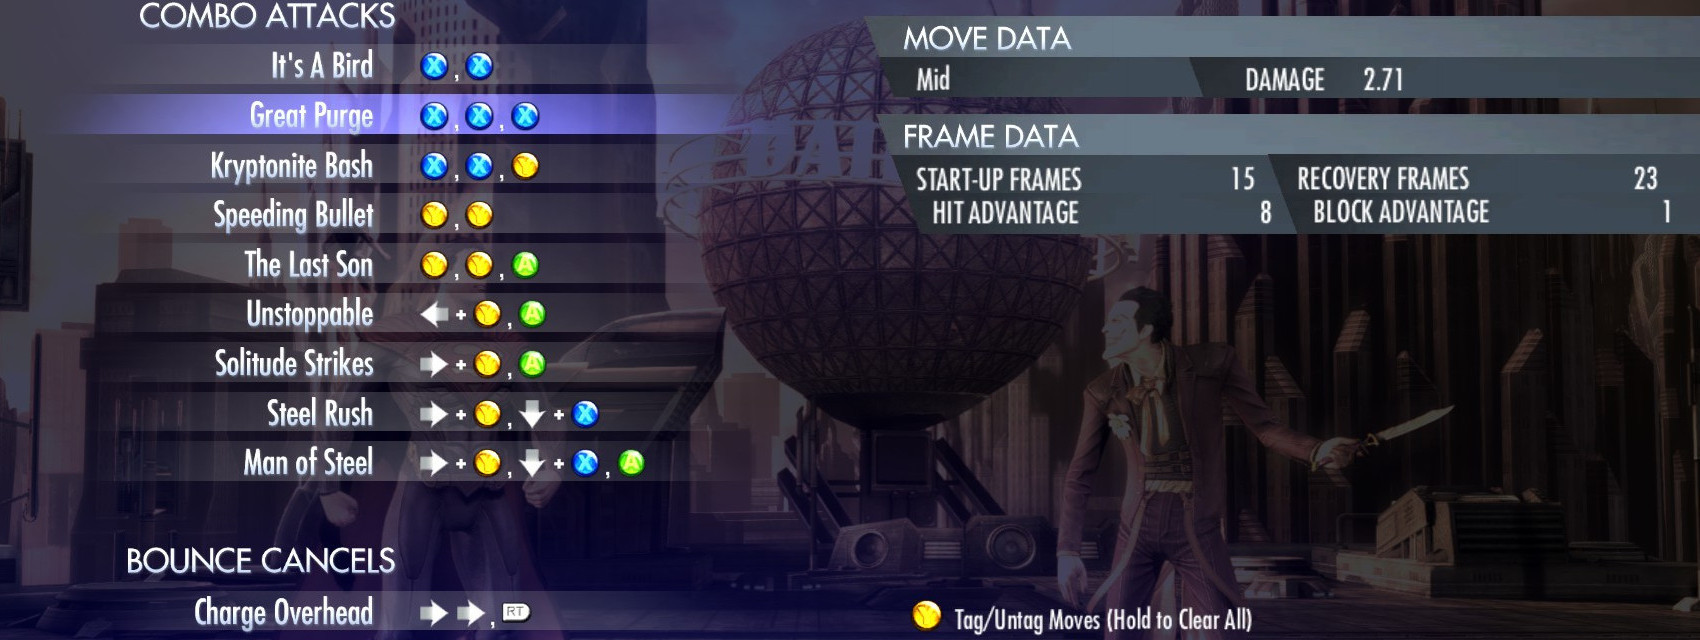 COMBO ATTACKS
It's A Bird X , X
Great Purge X , X , X
Kryptonite Bash X , X , Y
Speeding Bullet Y , Y
The Last Son Y , Y , A
Unstoppable + Y , A
Solitude Strikes + Y , A
Steel Rush + Y , + X
Man of Steel + Y , + X , A
BOUNCE CANCELS
Charge Overhead , RT
MOVE DATA
Mid DAMAGE 2.71
FRAME DATA
START-UP FRAMES 15 RECOVERY FRAMES 23
HIT ADVANTAGE 8 BLOCK ADVANTAGE 1
Y Tag/Untag Moves (Hold to Clear All)